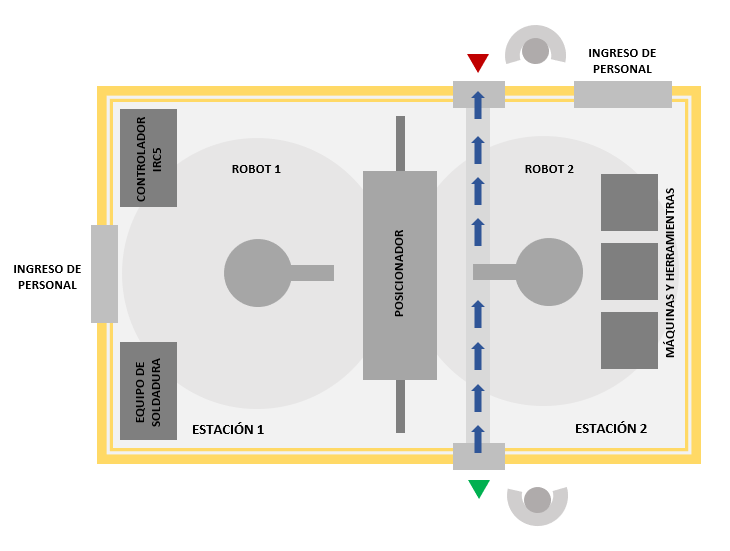 INGRESO DE
PERSONAL
CONTROLADOR
IRC5
ROBOT 1
ROBOT 2
INGRESO DE
PERSONAL
POSICIONADOR
MÁQUINAS Y HERRAMIENTRAS
EQUIPO DE
SOLDADURA
ESTACIÓN 1
ESTACIÓN 2